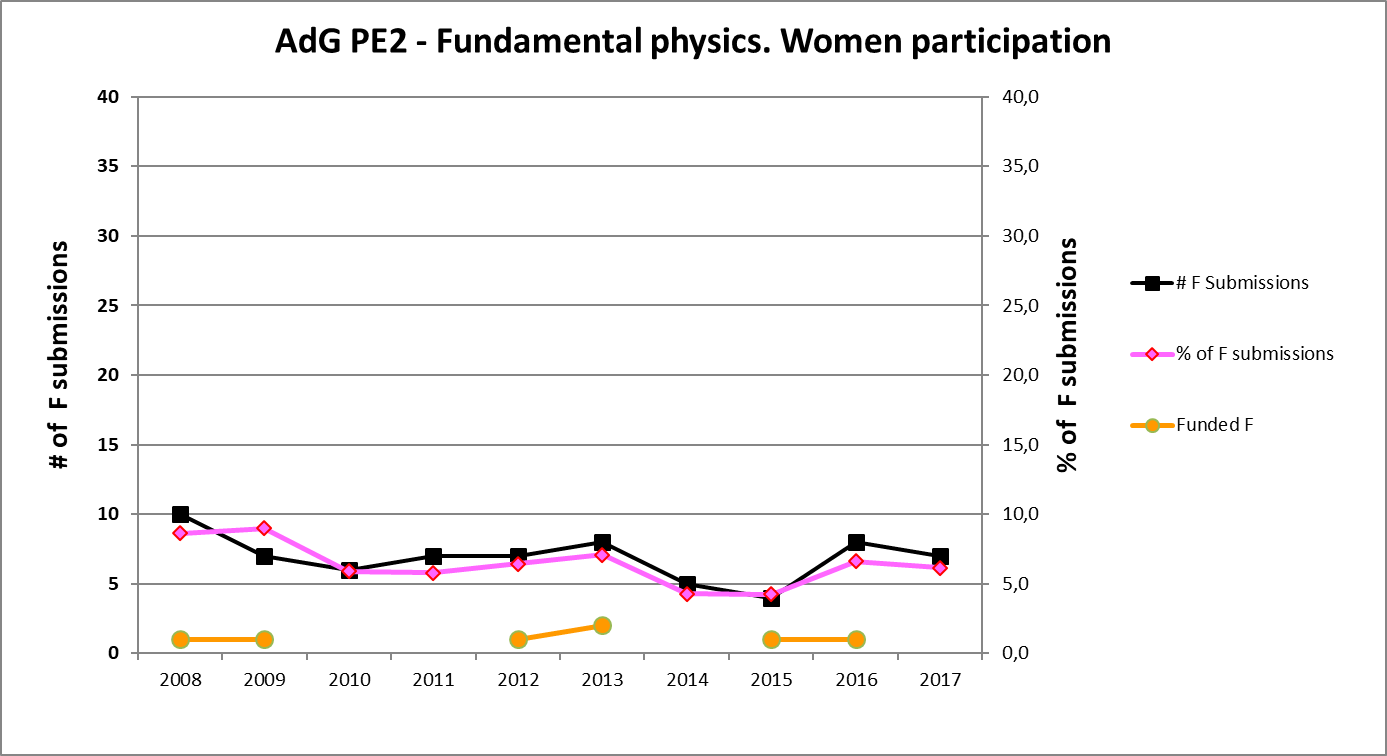 AdG PE2 - Fundamental physics. Women participation
# of F submissions
40
35
30
25
20
15
10
5
0
40,0
35,0
30,0
25,0
20,0
15,0
10,0
5,0
0,0
% of F submissions
2008 2009 2010 2011 2012 2013 2014 2015 2016 2017
# F Submissions
% of F submissions
Funded F